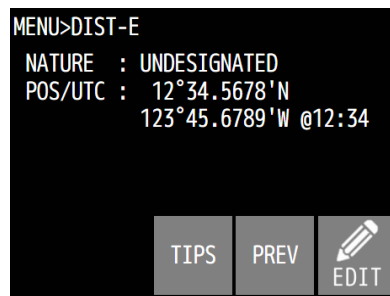 MENU>DIST-E
NATURE : UNDESIGNATED
POS/UTC : 12°34.5678'N
123°45.6789'W @12:34
TIPS PREV EDIT